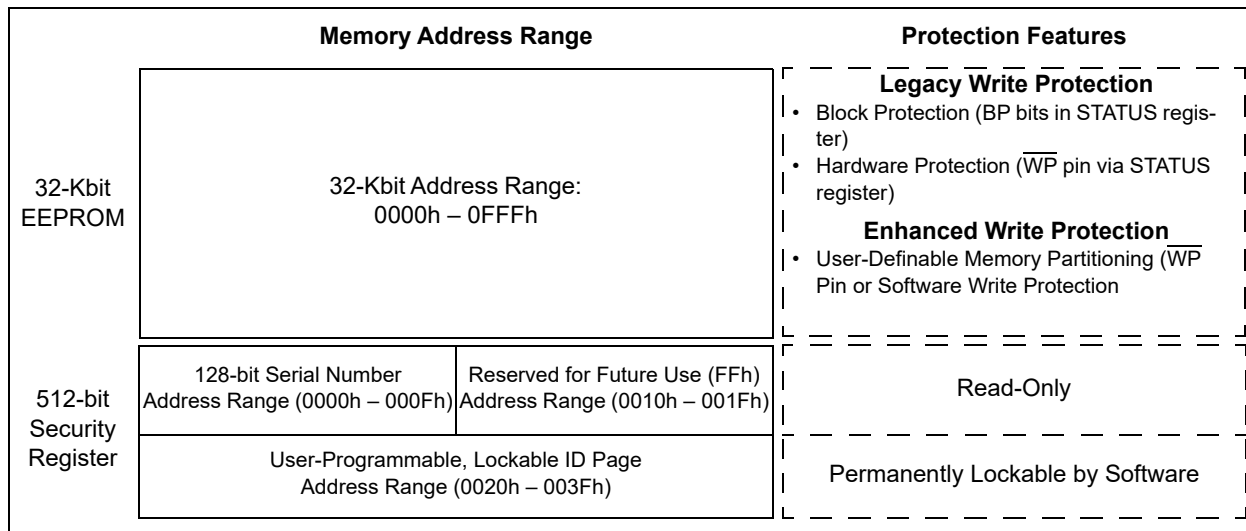 Memory Address Range
Protection Features
32-Kbit
EEPROM
32-Kbit Address Range:
0000h – 0FFFh
Legacy Write Protection
• Block Protection (BP bits in STATUS regis-
ter)
• Hardware Protection (W̅P̅ pin via STATUS
register)
Enhanced Write Protection
• User-Definable Memory Partitioning (W̅P̅
Pin or Software Write Protection
512-bit
Security
Register
128-bit Serial Number
Address Range (0000h – 000Fh)
Reserved for Future Use (FFh)
Address Range (0010h – 001Fh)
Read-Only
User-Programmable, Lockable ID Page
Address Range (0020h – 003Fh)
Permanently Lockable by Software